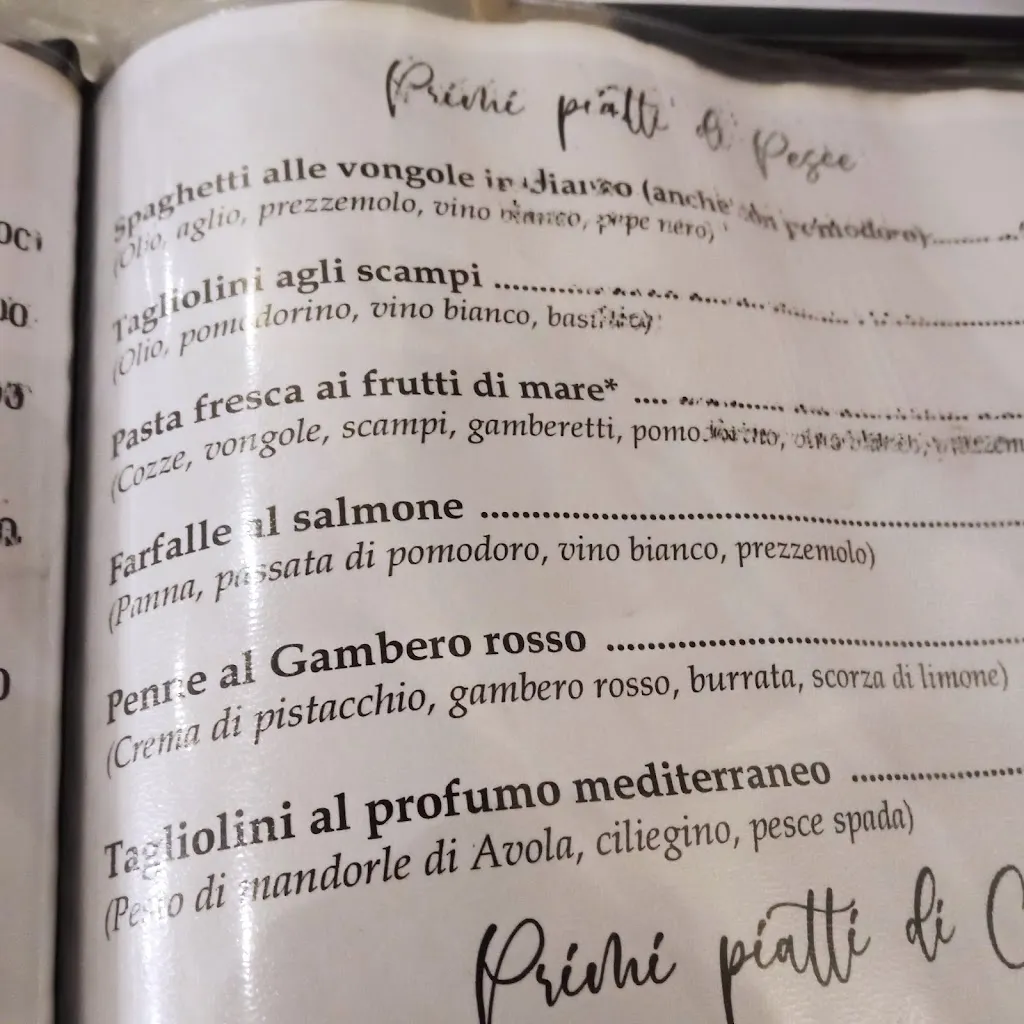 Primi piatti di Pesce
Spaghetti alle vongole in bianco (anche con pomodoro)........
(Olio, aglio, prezzemolo, vino bianco, pepe nero)
Tagliolini agli scampi ........
(Olio, pomodorino, vino bianco, basilico)
Pasta fresca ai frutti di mare* ........
(Cozze, vongole, scampi, gamberetti, pomodorino, vino bianco,
Farfalle al salmone ........
(Panna, passata di pomodoro, vino bianco, prezzemolo)
Penne al Gambero rosso ........
(Crema di pistacchio, gambero rosso, burrata, scorza di limone)
Tagliolini al profumo mediterraneo ........
(Pesto di mandorle di Avola, ciliegino, pesce spada)
Primi piatti di